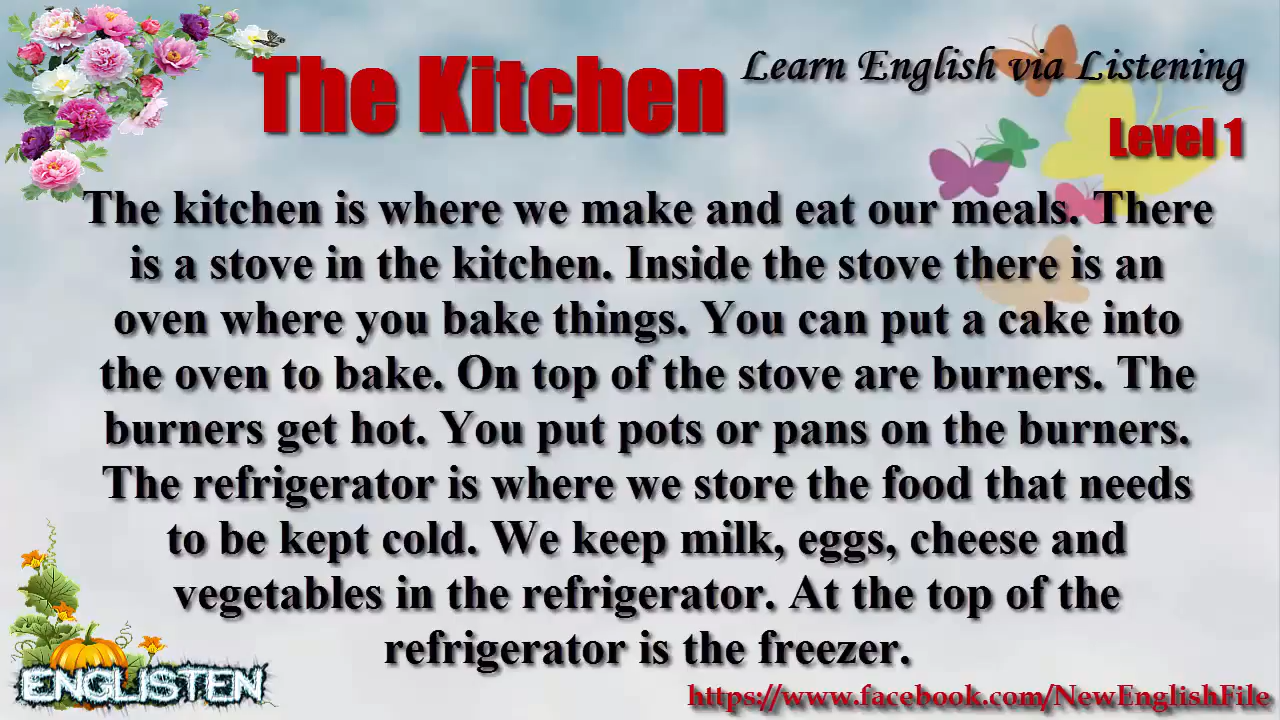 The Kitchen
Learn English via Listening
Level 1
The kitchen is where we make and eat our meals. There
is a stove in the kitchen. Inside the stove there is an
oven where you bake things. You can put a cake into
the oven to bake. On top of the stove are burners. The
burners get hot. You put pots or pans on the burners.
The refrigerator is where we store the food that needs
to be kept cold. We keep milk, eggs, cheese and
vegetables in the refrigerator. At the top of the
refrigerator is the freezer.
ENGLISTEN
https://www.facebook.com/NewEnglishFile